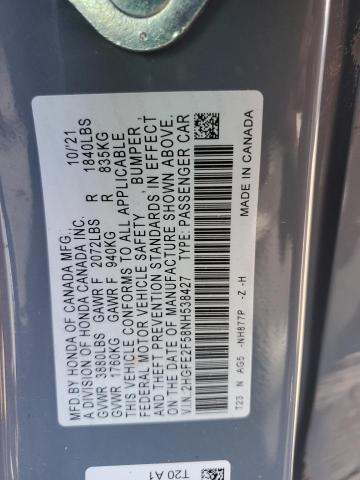 MFD.BY HONDA OF CANADA MFG., 10/21
A DIVISION OF HONDA CANADA INC.
GVWR 3880LBS GAWR F 2072LBS R 1840LBS
GVWR 1760KG GAWR F 940KG R 835KG
THIS VEHICLE CONFORMS TO ALL APPLICABLE
FEDERAL MOTOR VEHICLE SAFETY , BUMPER ,
AND THEFT PREVENTION STANDARDS IN EFFECT
ON THE DATE OF MANUFACTURE SHOWN ABOVE.
V.I.N.:2HGFE2F58NH538427 TYPE:PASSENGER CAR
T23 N AG5 -NH877P -Z -H MADE IN CANADA
T20 A1